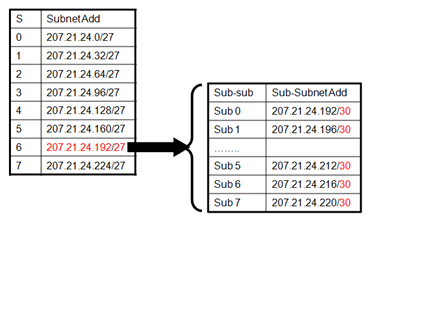 S SubnetAdd
0 207.21.24.0/27
1 207.21.24.32/27
2 207.21.24.64/27
3 207.21.24.96/27
4 207.21.24.128/27
5 207.21.24.160/27
6 207.21.24.192/27
7 207.21.24.224/27
Sub-sub Sub-SubnetAdd
Sub 0 207.21.24.192/30
Sub 1 207.21.24.196/30
........
Sub 5 207.21.24.212/30
Sub 6 207.21.24.216/30
Sub 7 207.21.24.220/30